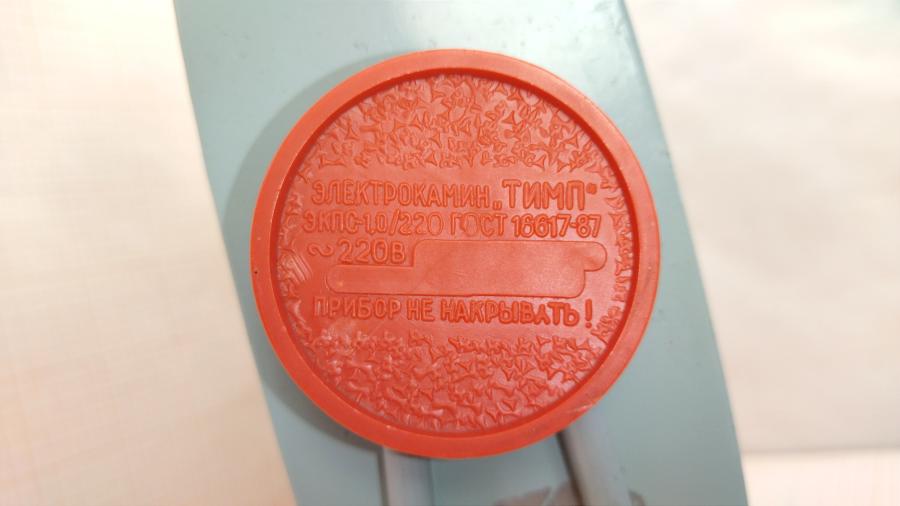 ЭЛЕКТРОКАМИН „ТИМП“
ЭКПС-1,0/220 ГОСТ 16617-87
~ 220В
ПРИБОР НЕ НАКРЫВАТЬ!